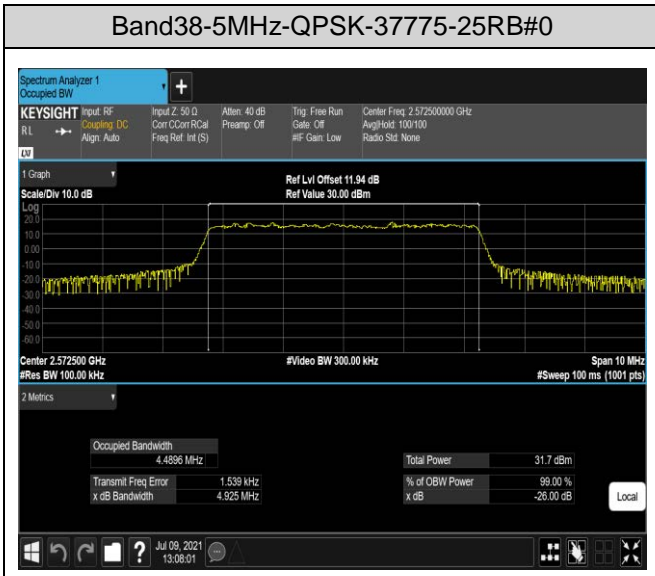 Band38-5MHz-QPSK-37775-25RB#0
Spectrum Analyzer 1
Occupied BW
+
KEYSIGHT Input: RF Input Z: 50 Ω Atten: 40 dB Trig: Free Run Center Freq: 2.572500000 GHz
RL Coupling: DC Corr CCorr RCal Preamp: Off Gate: Off Avg|Hold: 100/100
Align: Auto Freq Ref: Int (S) #IF Gain: Low Radio Std: None
LXI
1 Graph
Ref Lvl Offset 11.94 dB
Scale/Div 10.0 dB Ref Value 30.00 dBm
Log
20.0
10.0
0.00
-10.0
-20.0
-30.0
-40.0
-50.0
-60.0
Center 2.572500 GHz #Video BW 300.00 kHz Span 10 MHz
#Res BW 100.00 kHz #Sweep 100 ms (1001 pts)
2 Metrics
Occupied Bandwidth
4.4896 MHz Total Power 31.7 dBm
Transmit Freq Error 1.539 kHz % of OBW Power 99.00 %
x dB Bandwidth 4.925 MHz x dB -26.00 dB
Local
? Jul 09, 2021
13:08:01